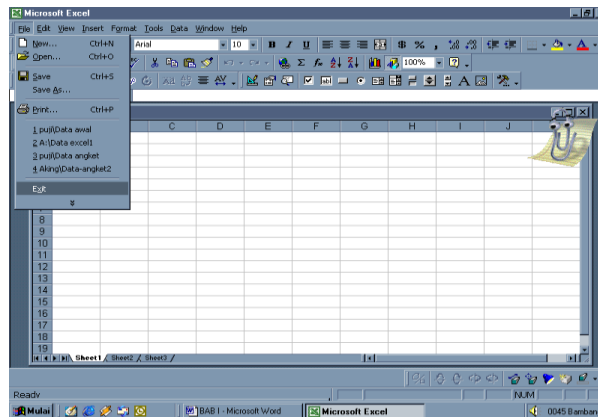 Microsoft Excel
File Edit View Insert Format Tools Data Window Help
New... Ctrl+N
Arial 10 B I U $ % ,
Open... Ctrl+O
Σ 100% ?
Save Ctrl+S
Save As...
Print... Ctrl+P
1 puji\Data awal
2 A:\Data excel1
3 puji\Data angket
4 Aking\Data-angket2
Exit
C D E F G H I J
8
9
10
11
12
13
14
15
16
17
18
19
Sheet1 Sheet2 Sheet3
Ready NUM
Mulai BAB I - Microsoft Word Microsoft Excel 0045 Bamban